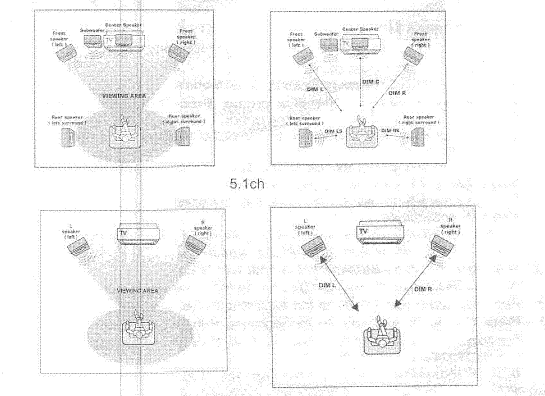 Center Speaker
Front
speaker
(left)
Subwoofer
TV
Front
speaker
(right)
VIEWING AREA
Rear speaker
(left surround)
Rear speaker
(right surround)
Center Speaker
Front
speaker
(left)
Subwoofer
TV
Front
speaker
(right)
DIM L
DIM C
DIM R
Rear speaker
(left surround)
Rear speaker
(right surround)
DIM LS
DIM RS
5.1ch
L
speaker
(left)
TV
R
speaker
(right)
VIEWING AREA
L
speaker
(left)
TV
R
speaker
(right)
DIM L
DIM R